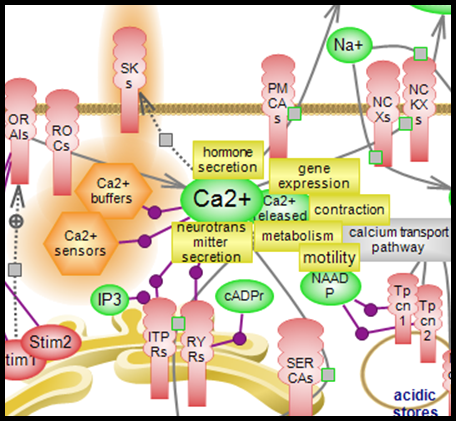 Na+
SK
s
PM
CA
s
NC
Xs
NC
KX
s
OR
AIs
RO
Cs
hormone
secretion
gene
expression
Ca2+
buffers
Ca2+
Ca2+
released
contraction
Ca2+
sensors
neurotrans
mitter
secretion
metabolism
calcium transport
pathway
motility
NAAD
P
IP3
cADPr
Tp
cn
1
Tp
cn
2
ITP
Rs
RY
Rs
Stim2
tim1
SER
CAs
acidic
stores